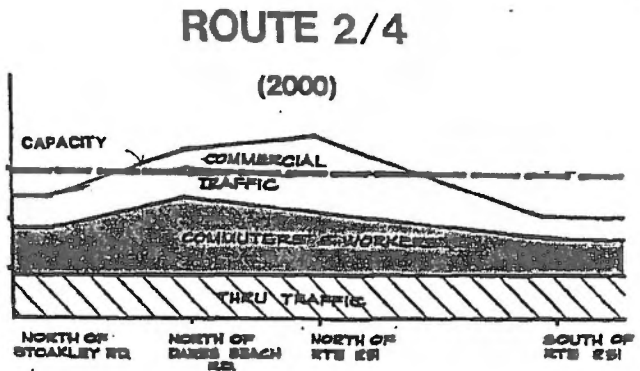 ROUTE 2/4
(2000)
CAPACITY
COMMERCIAL
TRAFFIC
COMMUTERS & WORKERS
THRU TRAFFIC
NORTH OF
STOAKLEY RD.
NORTH OF
DARES BEACH
RD.
NORTH OF
RTE 231
SOUTH OF
RTE 231